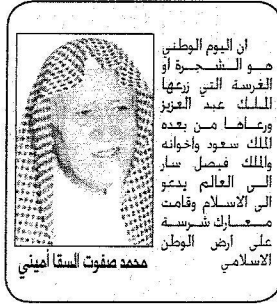 ان اليوم الوطني
هو الشجرة او
الغرسة التي زرعها
الملك عبد العزيز
ورعاها من بعده
الملك سعود واخوانه
والملك فيصل سار
الى العالم يدعو
الى الاسلام وقامت
معارك شرسة
على ارض الوطن
الاسلامي
محمد صفوت السقا أميني